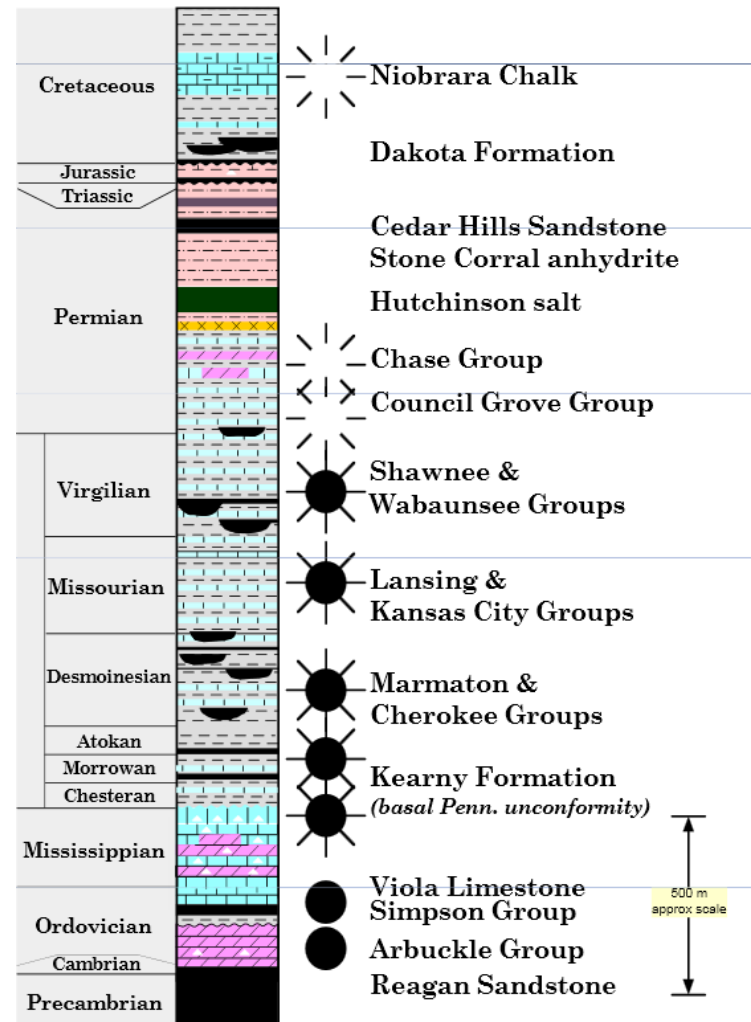 Cretaceous
Jurassic
Triassic
Permian
Virgilian
Missourian
Desmoinesian
Atokan
Morrowan
Chesteran
Mississippian
Ordovician
Cambrian
Precambrian
Niobrara Chalk
Dakota Formation
Cedar Hills Sandstone
Stone Corral anhydrite
Hutchinson salt
Chase Group
Council Grove Group
Shawnee &
Wabaunsee Groups
Lansing &
Kansas City Groups
Marmaton &
Cherokee Groups
Kearny Formation
(basal Penn. unconformity)
Viola Limestone
Simpson Group
Arbuckle Group
Reagan Sandstone
500 m
approx scale